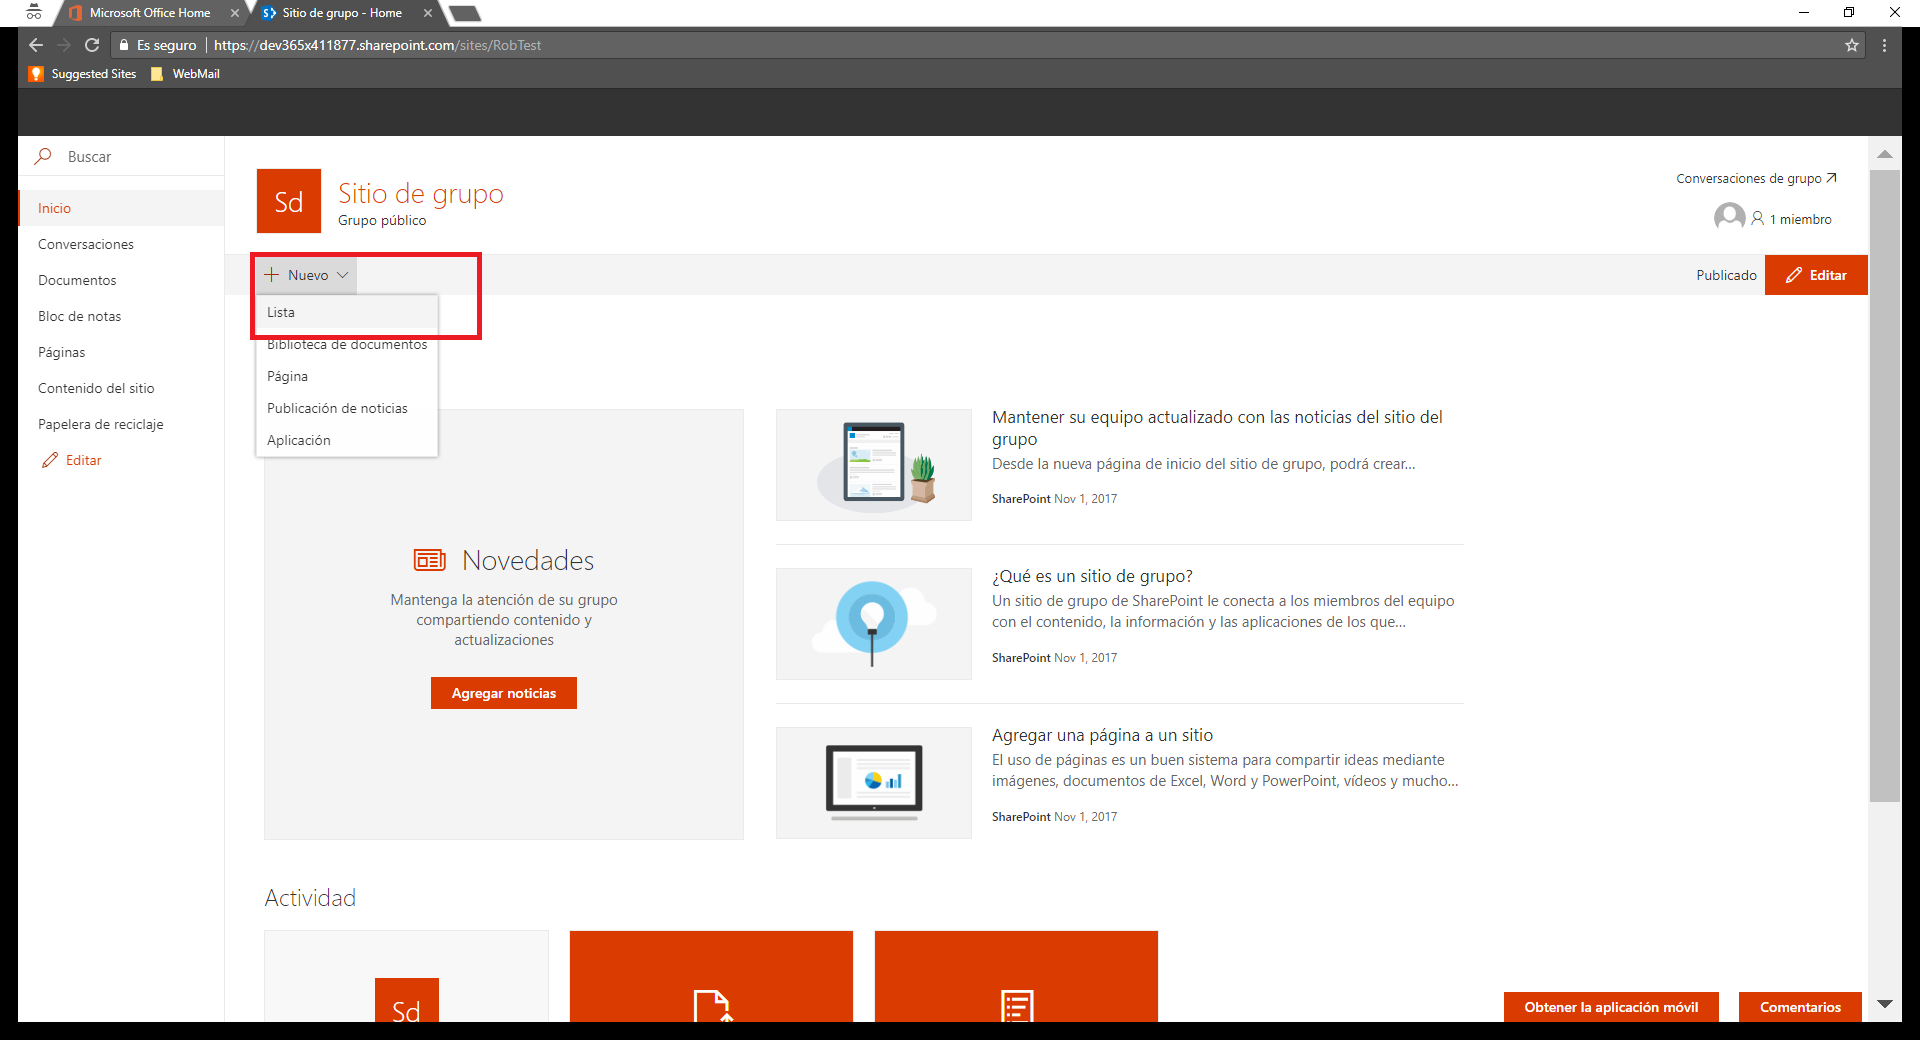 Microsoft Office Home
Sitio de grupo - Home
Es seguro
https://dev365x411877.sharepoint.com/sites/RobTest
Suggested Sites
WebMail
Buscar
Inicio
Conversaciones
Documentos
Bloc de notas
Páginas
Contenido del sitio
Papelera de reciclaje
Editar
Sd
Sitio de grupo
Grupo público
Conversaciones de grupo
1 miembro
Nuevo
Publicado
Editar
Lista
Biblioteca de documentos
Página
Publicación de noticias
Aplicación
Novedades
Mantenga la atención de su grupo
compartiendo contenido y
actualizaciones
Agregar noticias
Mantener su equipo actualizado con las noticias del sitio del
grupo
Desde la nueva página de inicio del sitio de grupo, podrá crear...
SharePoint Nov 1, 2017
¿Qué es un sitio de grupo?
Un sitio de grupo de SharePoint le conecta a los miembros del equipo
con el contenido, la información y las aplicaciones de los que...
SharePoint Nov 1, 2017
Agregar una página a un sitio
El uso de páginas es un buen sistema para compartir ideas mediante
imágenes, documentos de Excel, Word y PowerPoint, vídeos y mucho...
SharePoint Nov 1, 2017
Actividad
Sd
Obtener la aplicación móvil
Comentarios